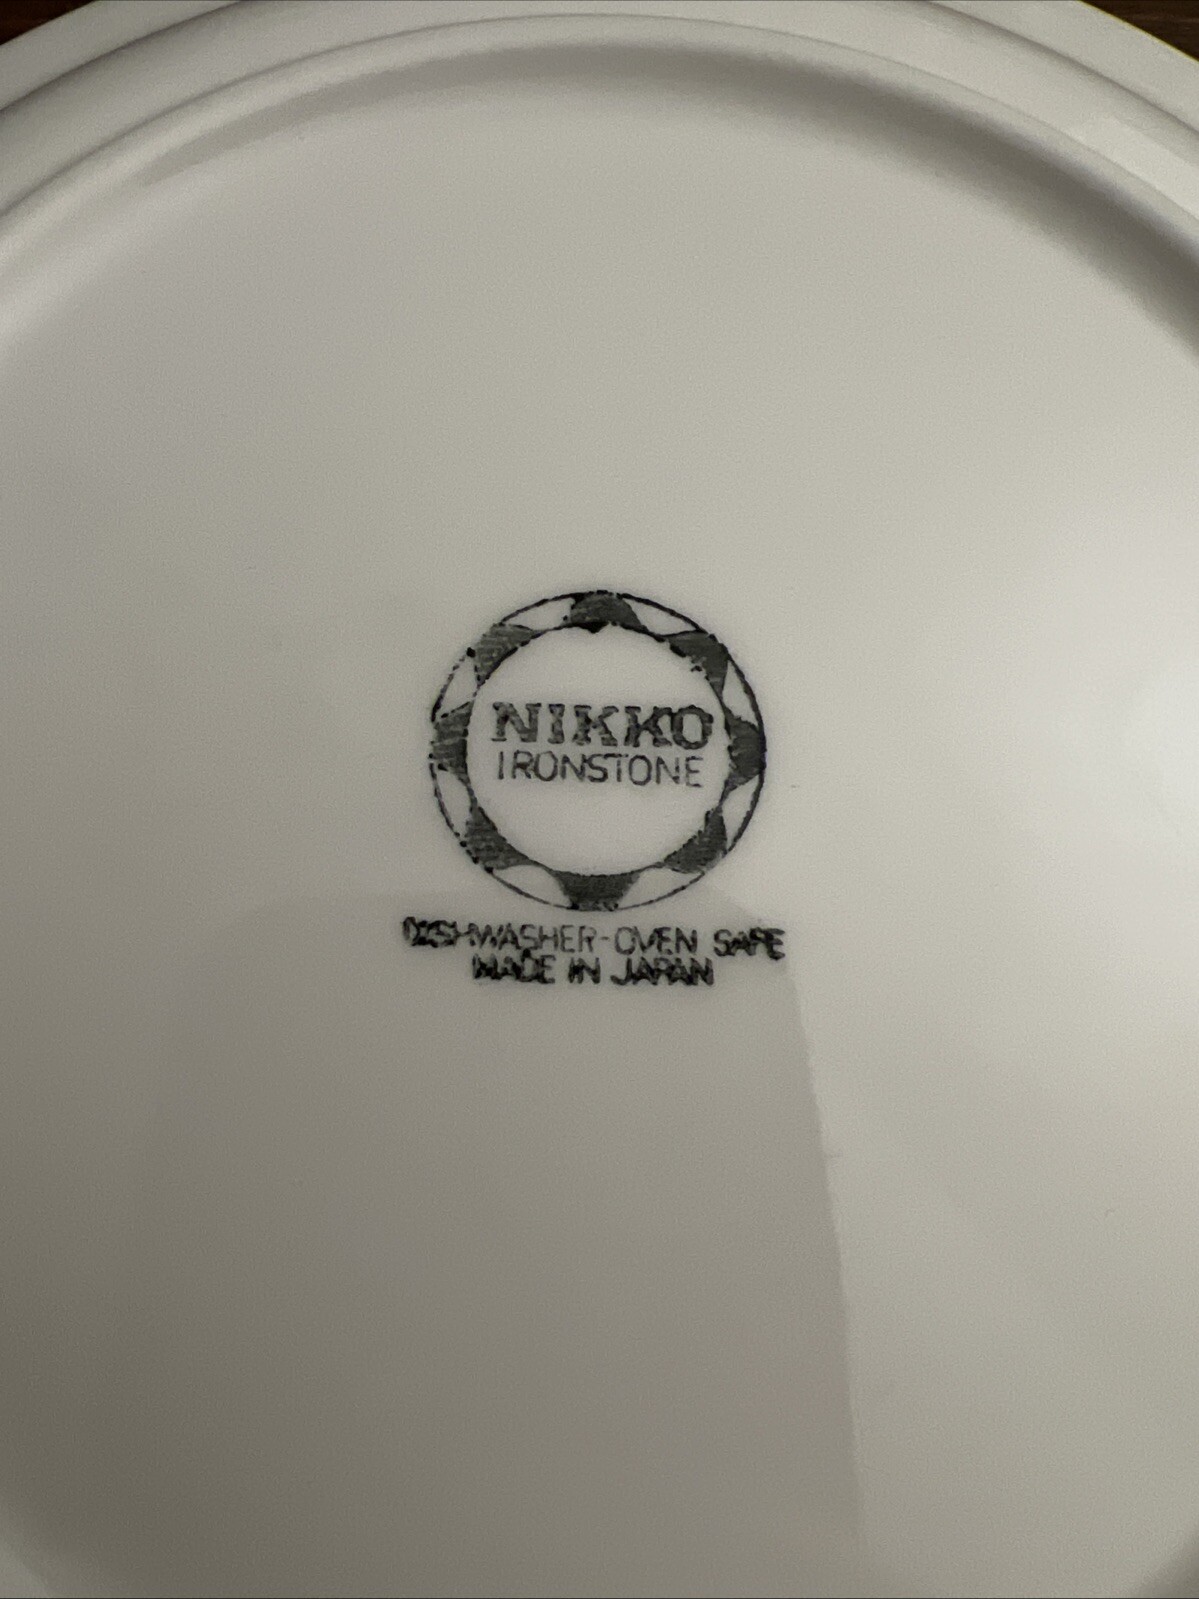 NIKKO
IRONSTONE
DISHWASHER-OVEN SAFE
MADE IN JAPAN